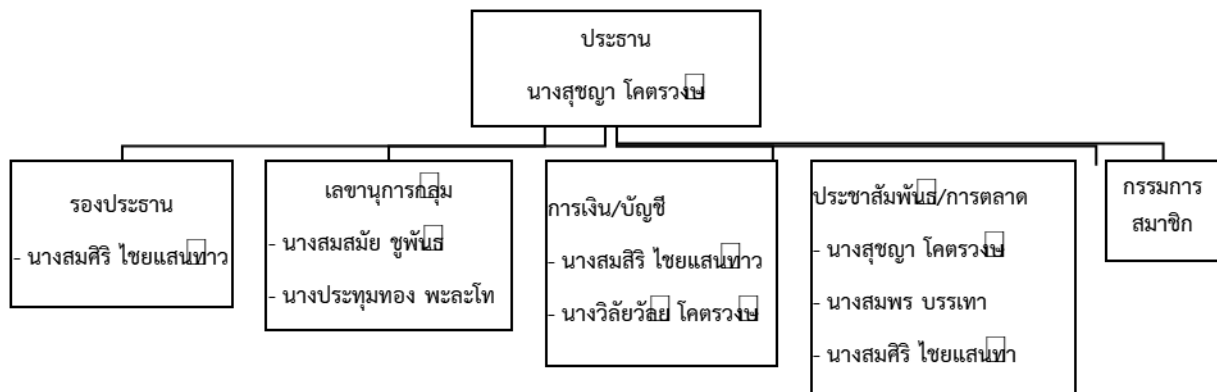 ประธาน
นางสุชญา โคตรวงษ
รองประธาน
- นางสมศิริ ไชยแสนทาว
เลขานุการกลุม
- นางสมสมัย ชูพันธ
- นางประทุมทอง พะละโท
การเงิน/บัญชี
- นางสมสิริ ไชยแสนทาว
- นางวิลัยวัลย โคตรวงษ
ประชาสัมพันธ/การตลาด
- นางสุชญา โคตรวงษ
- นางสมพร บรรเทา
- นางสมศิริ ไชยแสนทา
กรรมการ
สมาชิก